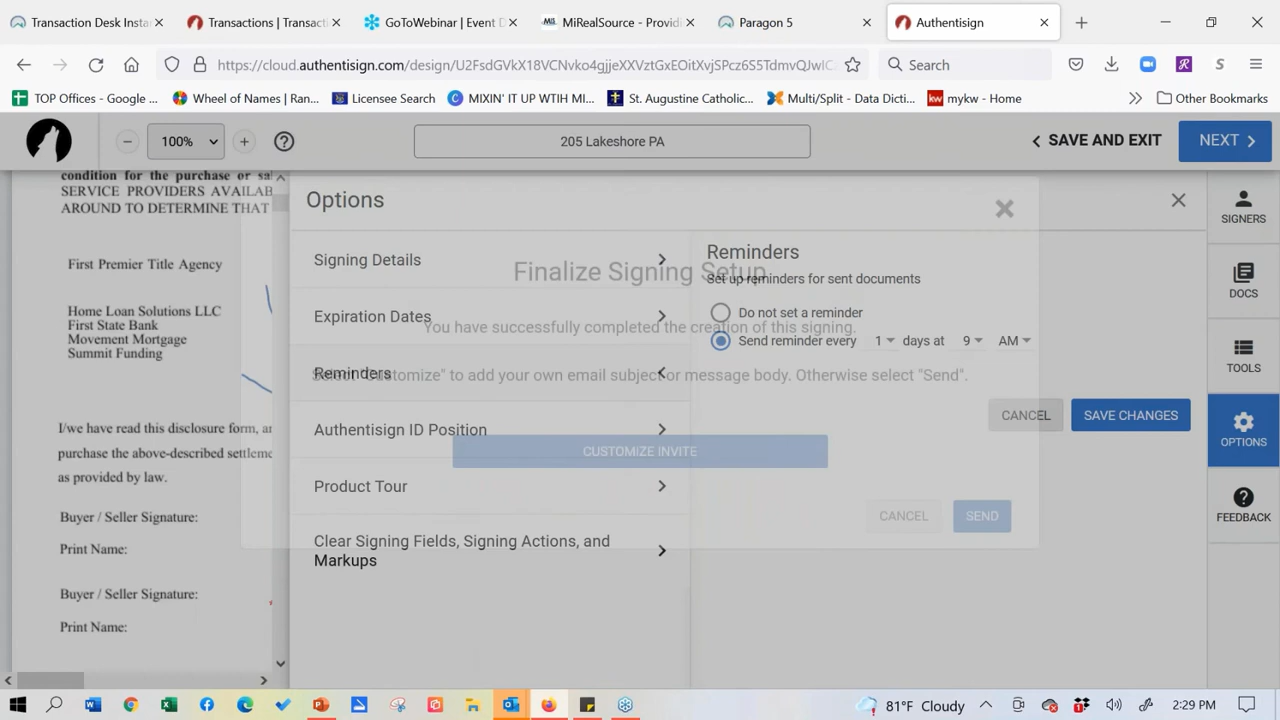 Transaction Desk Insta
Transactions | Transact
GoToWebinar | Event D
MiRealSource - Providi
Paragon 5
Authentisign
https://cloud.authentisign.com/design/U2FsdGVkX18VCNvko4gjjeXXVztGxEOitXvjSPcz6S5TdmvQJwIC
Search
TOP Offices - Google ...
Wheel of Names | Ran...
Licensee Search
MIXIN' IT UP WTIH MI...
St. Augustine Catholic...
Multi/Split - Data Dicti...
mykw - Home
Other Bookmarks
100%
205 Lakeshore PA
SAVE AND EXIT
NEXT
condition for the purchase or sa
SERVICE PROVIDERS AVAILAB
AROUND TO DETERMINE THAT
First Premier Title Agency
Home Loan Solutions LLC
First State Bank
Movement Mortgage
Summit Funding
I/we have read this disclosure form, an
purchase the above-described settleme
as provided by law.
Buyer / Seller Signature:
Print Name:
Buyer / Seller Signature:
Print Name:
Options
Signing Details
Expiration Dates
Reminders
Authentisign ID Position
Product Tour
Clear Signing Fields, Signing Actions, and
Markups
Reminders
Set up reminders for sent documents
Do not set a reminder
Send reminder every 1 days at 9 AM
CANCEL
SAVE CHANGES
Finalize Signing Setup
You have successfully completed the creation of this signing.
Select "Customize" to add your own email subject or message body. Otherwise select "Send".
CUSTOMIZE INVITE
CANCEL
SEND
SIGNERS
DOCS
TOOLS
OPTIONS
FEEDBACK
81°F Cloudy
2:29 PM